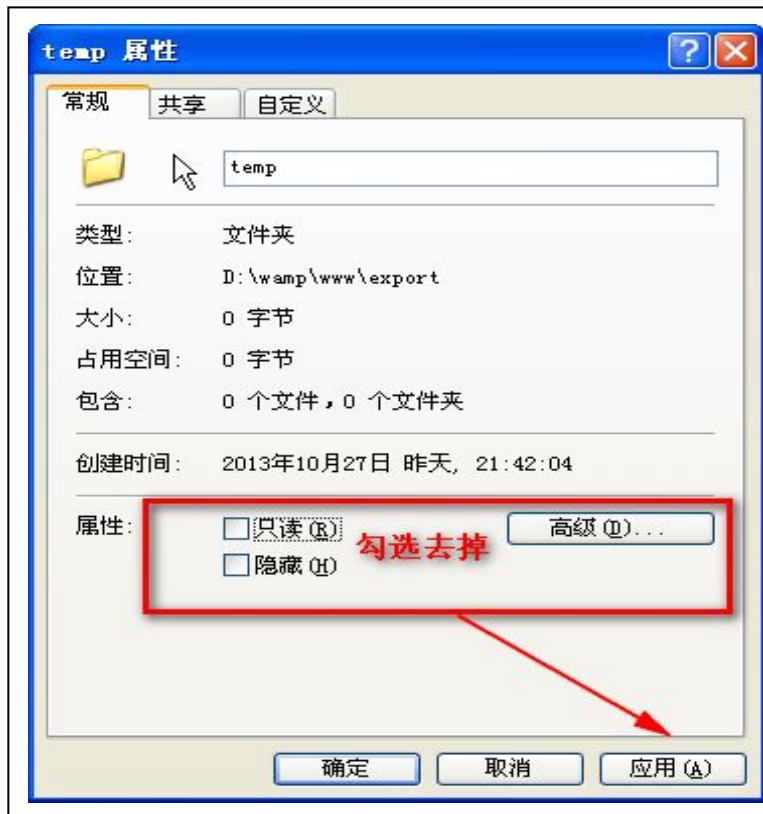 temp 属性
常规 共享 自定义
temp
类型: 文件夹
位置: D:\wamp\www\export
大小: 0 字节
占用空间: 0 字节
包含: 0 个文件，0 个文件夹
创建时间: 2013年10月27日 昨天, 21:42:04
属性: 只读(R) 勾选去掉 高级(D)...
隐藏(H)
确定 取消 应用(A)